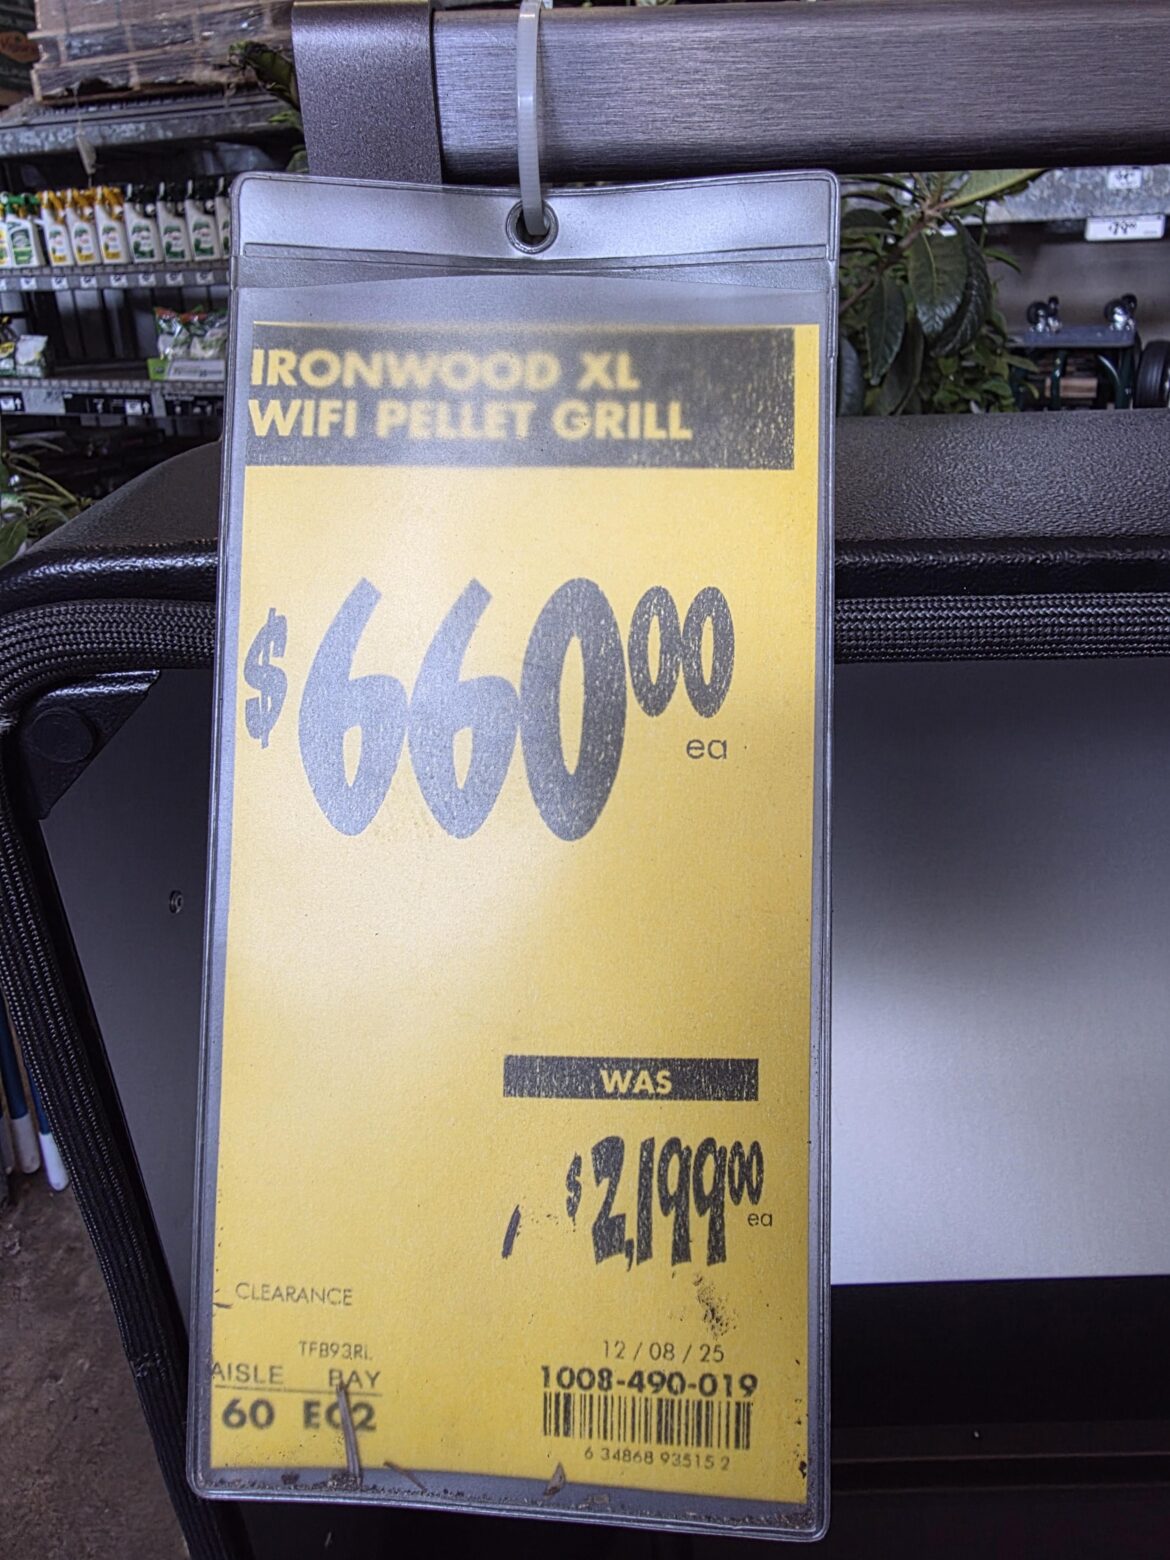 IRONWOOD XL
WIFI PELLET GRILL
$660.00
ea
WAS
$2,199.00
ea
CLEARANCE
12/08/25
AISLE BAY
1008-490-019
60 E02
6 34868 93515 2